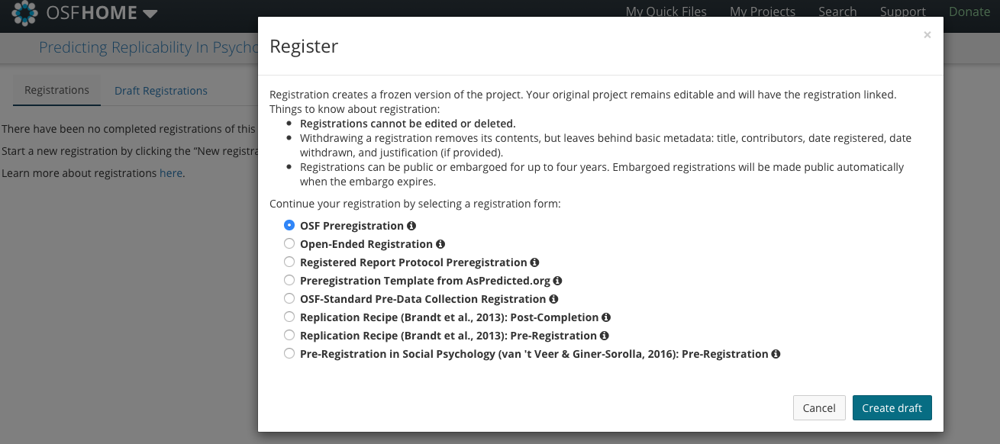 OSFHOME
My Quick Files My Projects Search Support Donate
Predicting Replicability In Psycho
Registrations Draft Registrations
There have been no completed registrations of this
Start a new registration by clicking the “New registra
Learn more about registrations here.
Register
×
Registration creates a frozen version of the project. Your original project remains editable and will have the registration linked.
Things to know about registration:
• Registrations cannot be edited or deleted.
• Withdrawing a registration removes its contents, but leaves behind basic metadata: title, contributors, date registered, date
withdrawn, and justification (if provided).
• Registrations can be public or embargoed for up to four years. Embargoed registrations will be made public automatically
when the embargo expires.
Continue your registration by selecting a registration form:
OSF Preregistration
Open-Ended Registration
Registered Report Protocol Preregistration
Preregistration Template from AsPredicted.org
OSF-Standard Pre-Data Collection Registration
Replication Recipe (Brandt et al., 2013): Post-Completion
Replication Recipe (Brandt et al., 2013): Pre-Registration
Pre-Registration in Social Psychology (van 't Veer & Giner-Sorolla, 2016): Pre-Registration
Cancel Create draft